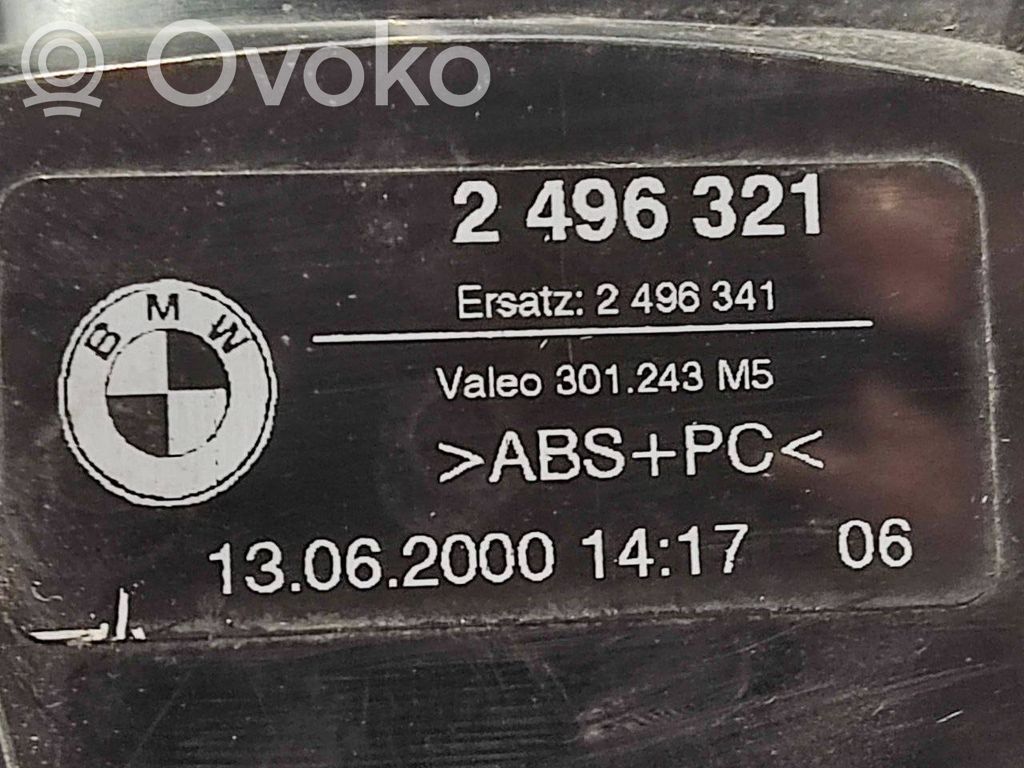 Ovoko
2 496 321
Ersatz: 2 496 341
BMW
Valeo 301.243 M5
>ABS+PC<
13.06.2000 14:17 06